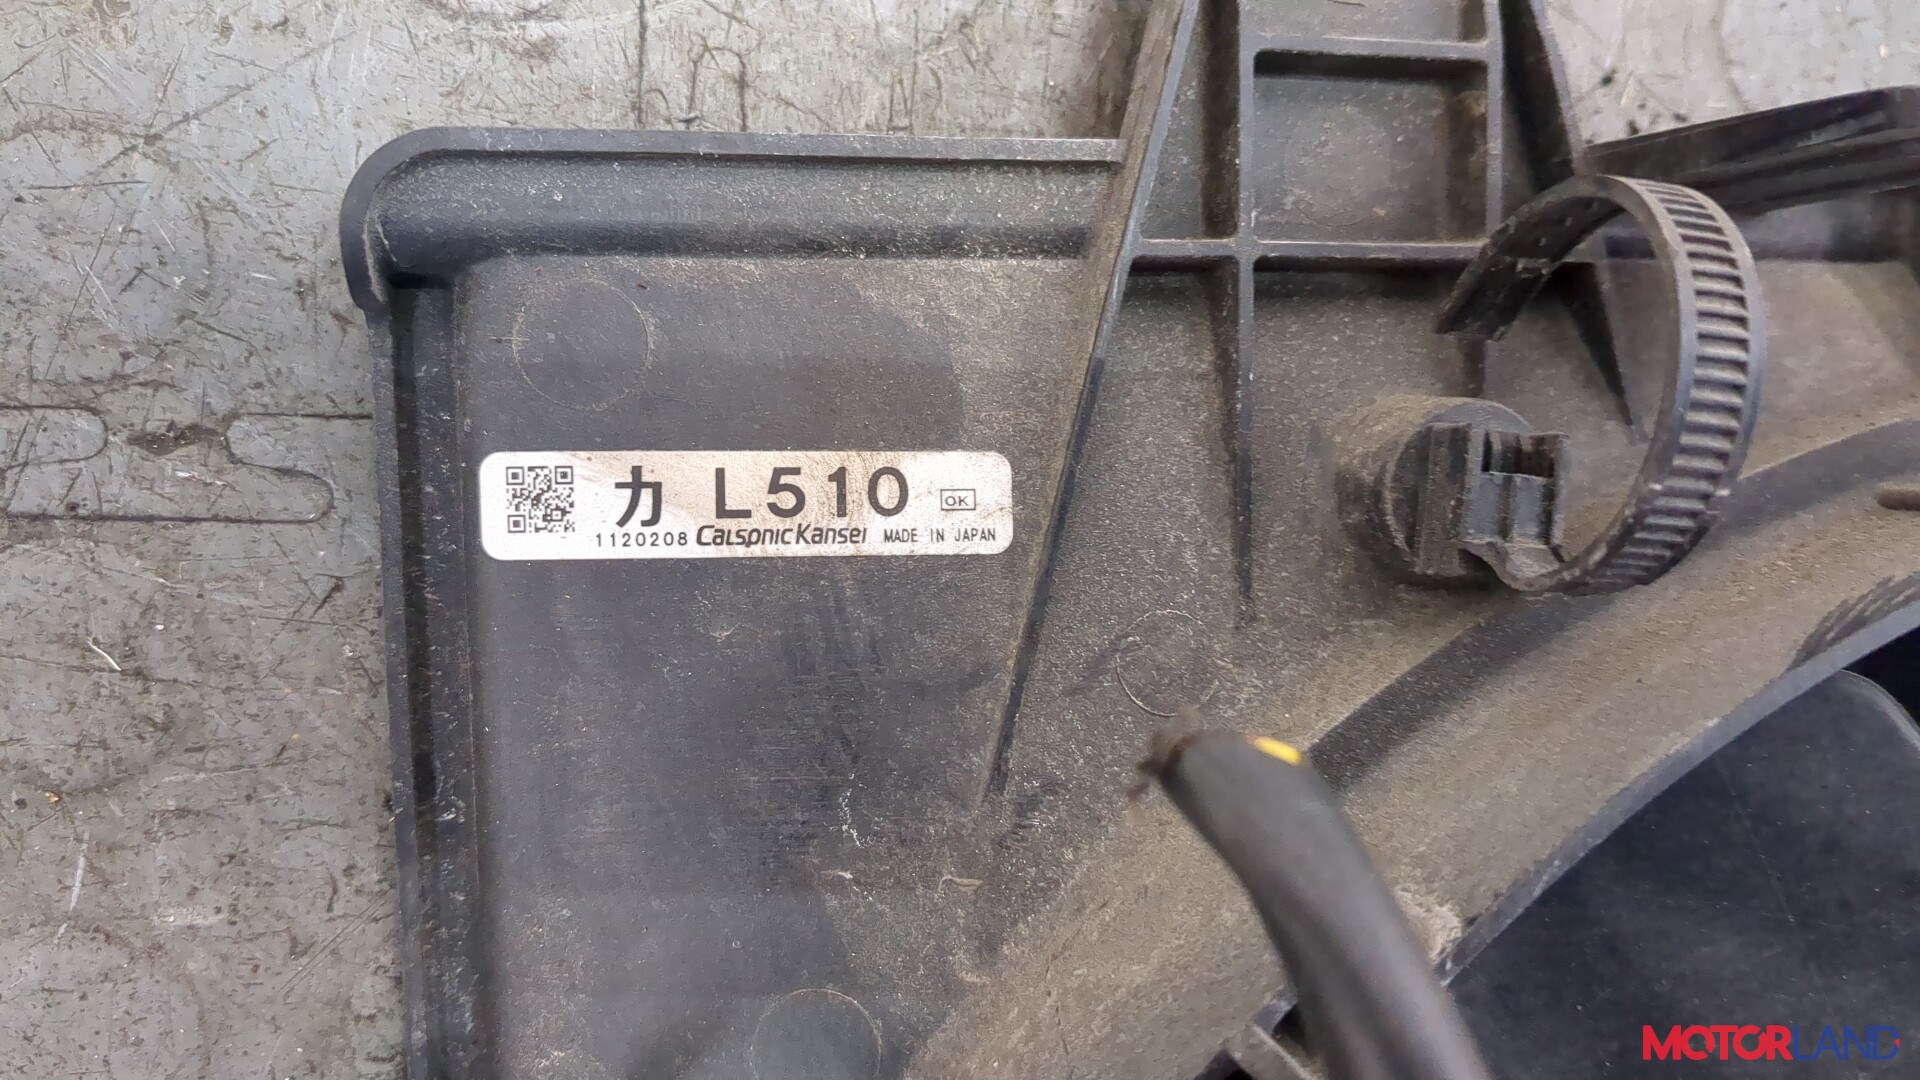 カ L510 OK
1120208 CalsonicKansei MADE IN JAPAN
MOTORLAND